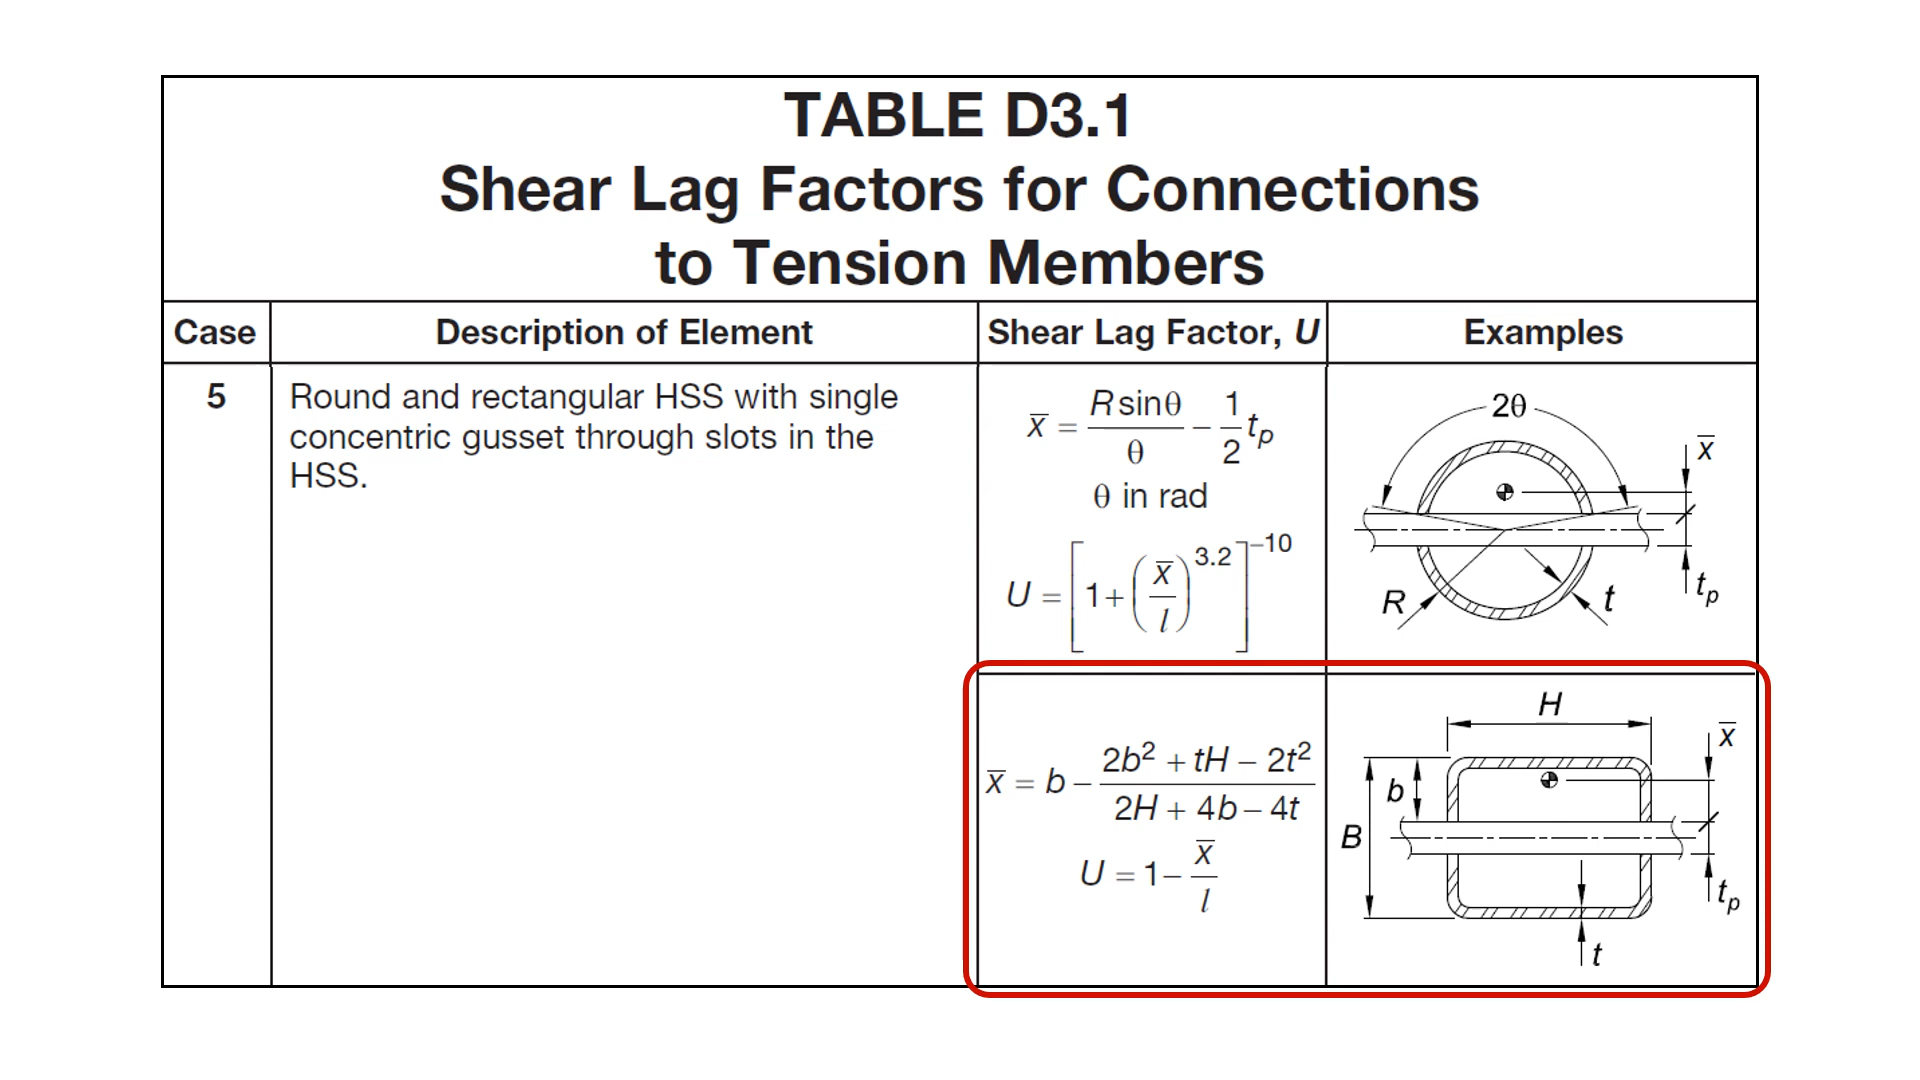 TABLE D3.1
Shear Lag Factors for Connections
to Tension Members
Case Description of Element Shear Lag Factor, U Examples
5
Round and rectangular HSS with single
concentric gusset through slots in the
HSS.
x̅ = R sinθ / θ − 1/2 tₚ
θ in rad
U = [1 + (x̅ / l)^3.2]^−10
2θ
x̅
R
t
tₚ
x̅ = b − (2b² + tH − 2t²) / (2H + 4b − 4t)
U = 1 − x̅ / l
H
x̅
b
B
tₚ
t